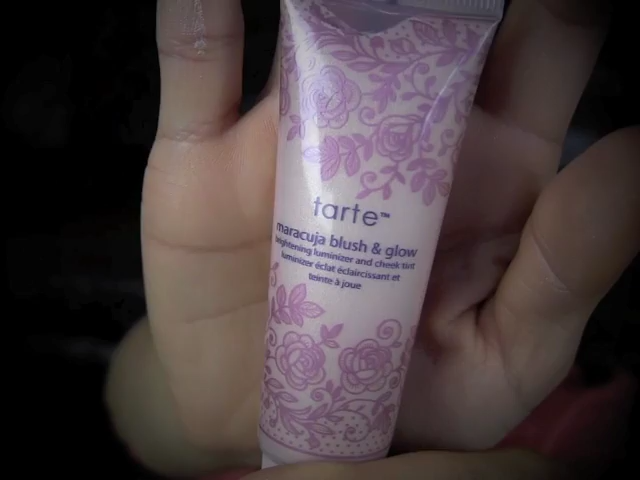 tarte™
maracuja blush & glow
brightening luminizer and cheek tint
luminizer éclat éclaircissant et
teinte à joue